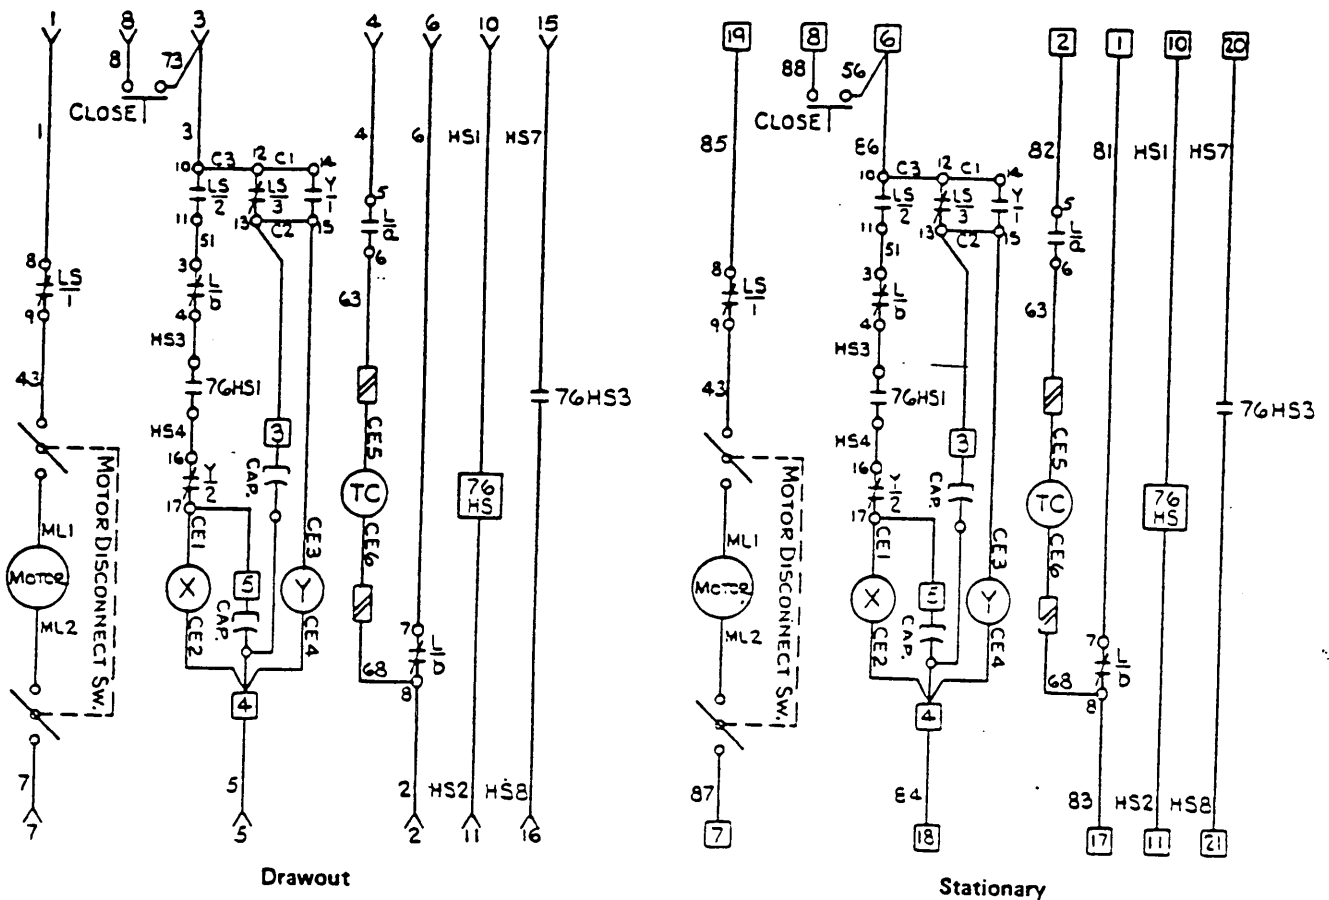 1 8 3 4 6 10 15
8 73
CLOSE
1 3 4 6 HS1 HS7
10 C3 12 C1 14
LS/2 LS/3 Y/1
11 13 C2 15
5 L/a 6
51
8 LS/1 9
3 L/b 4
63
HS3
43
76HS1
76HS3
HS4
3
CAP.
CE5
16 Y/2 17
TC
76
HS
MOTOR DISCONNECT SW.
ML1
CE1
CE3
CE6
MOTOR
X
5
CAP.
Y
ML2
CE2
CE4
7 L/b 8
68
4
7 5 2 HS2 HS8
7 5 2 11 16
Drawout
19 8 6 2 1 10 20
88 56
CLOSE
85 E6 82 81 HS1 HS7
10 C3 12 C1 14
LS/2 LS/3 Y/1
11 13 C2 15
5 L/a 6
51
8 LS/1 9
3 L/b 4
63
HS3
43
76HS1
76HS3
HS4
3
CAP.
CE5
16 Y/2 17
TC
76
HS
MOTOR DISCONNECT SW.
ML1
CE1
CE3
CE6
MOTOR
X
5
CAP.
Y
ML2
CE2
CE4
7 L/b 8
68
4
87 E4 83 HS2 HS8
7 18 17 11 21
Stationary